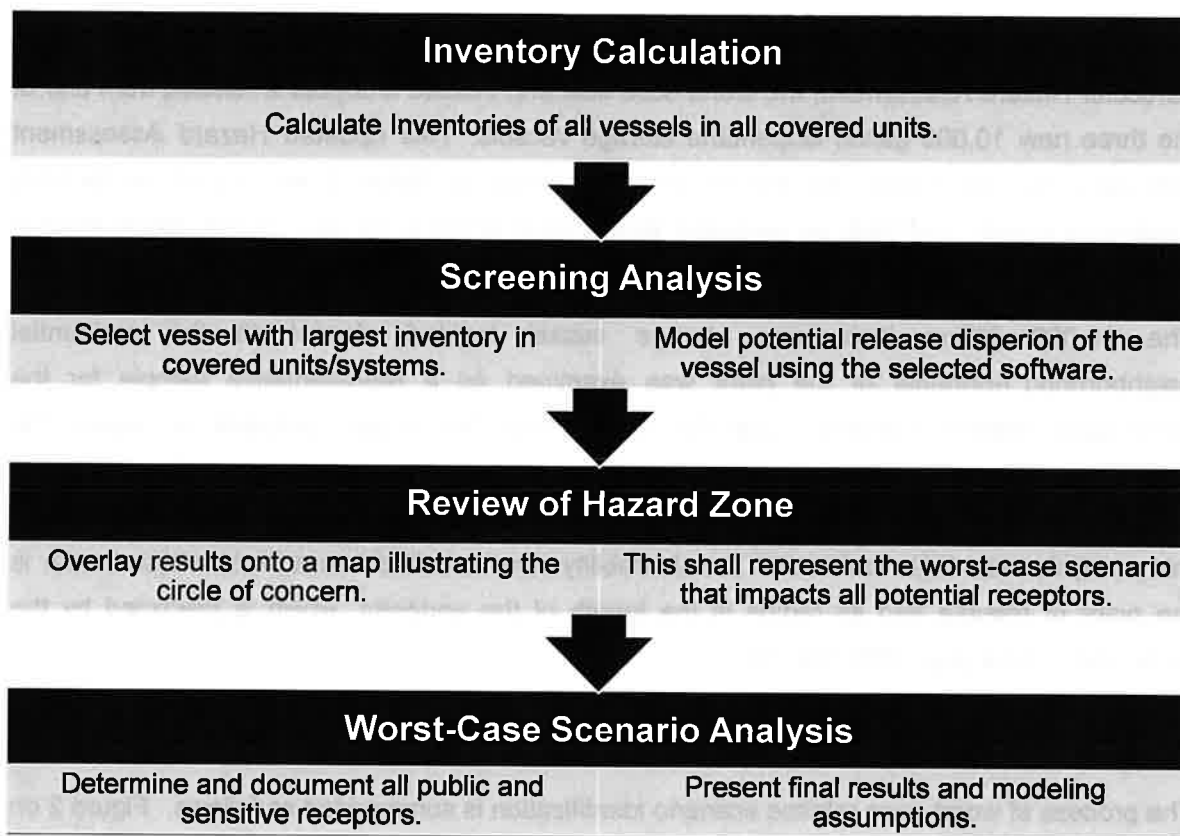 Inventory Calculation
Calculate Inventories of all vessels in all covered units.
Screening Analysis
Select vessel with largest inventory in
covered units/systems.
Model potential release disperion of the
vessel using the selected software.
Review of Hazard Zone
Overlay results onto a map illustrating the
circle of concern.
This shall represent the worst-case scenario
that impacts all potential receptors.
Worst-Case Scenario Analysis
Determine and document all public and
sensitive receptors.
Present final results and modeling
assumptions.